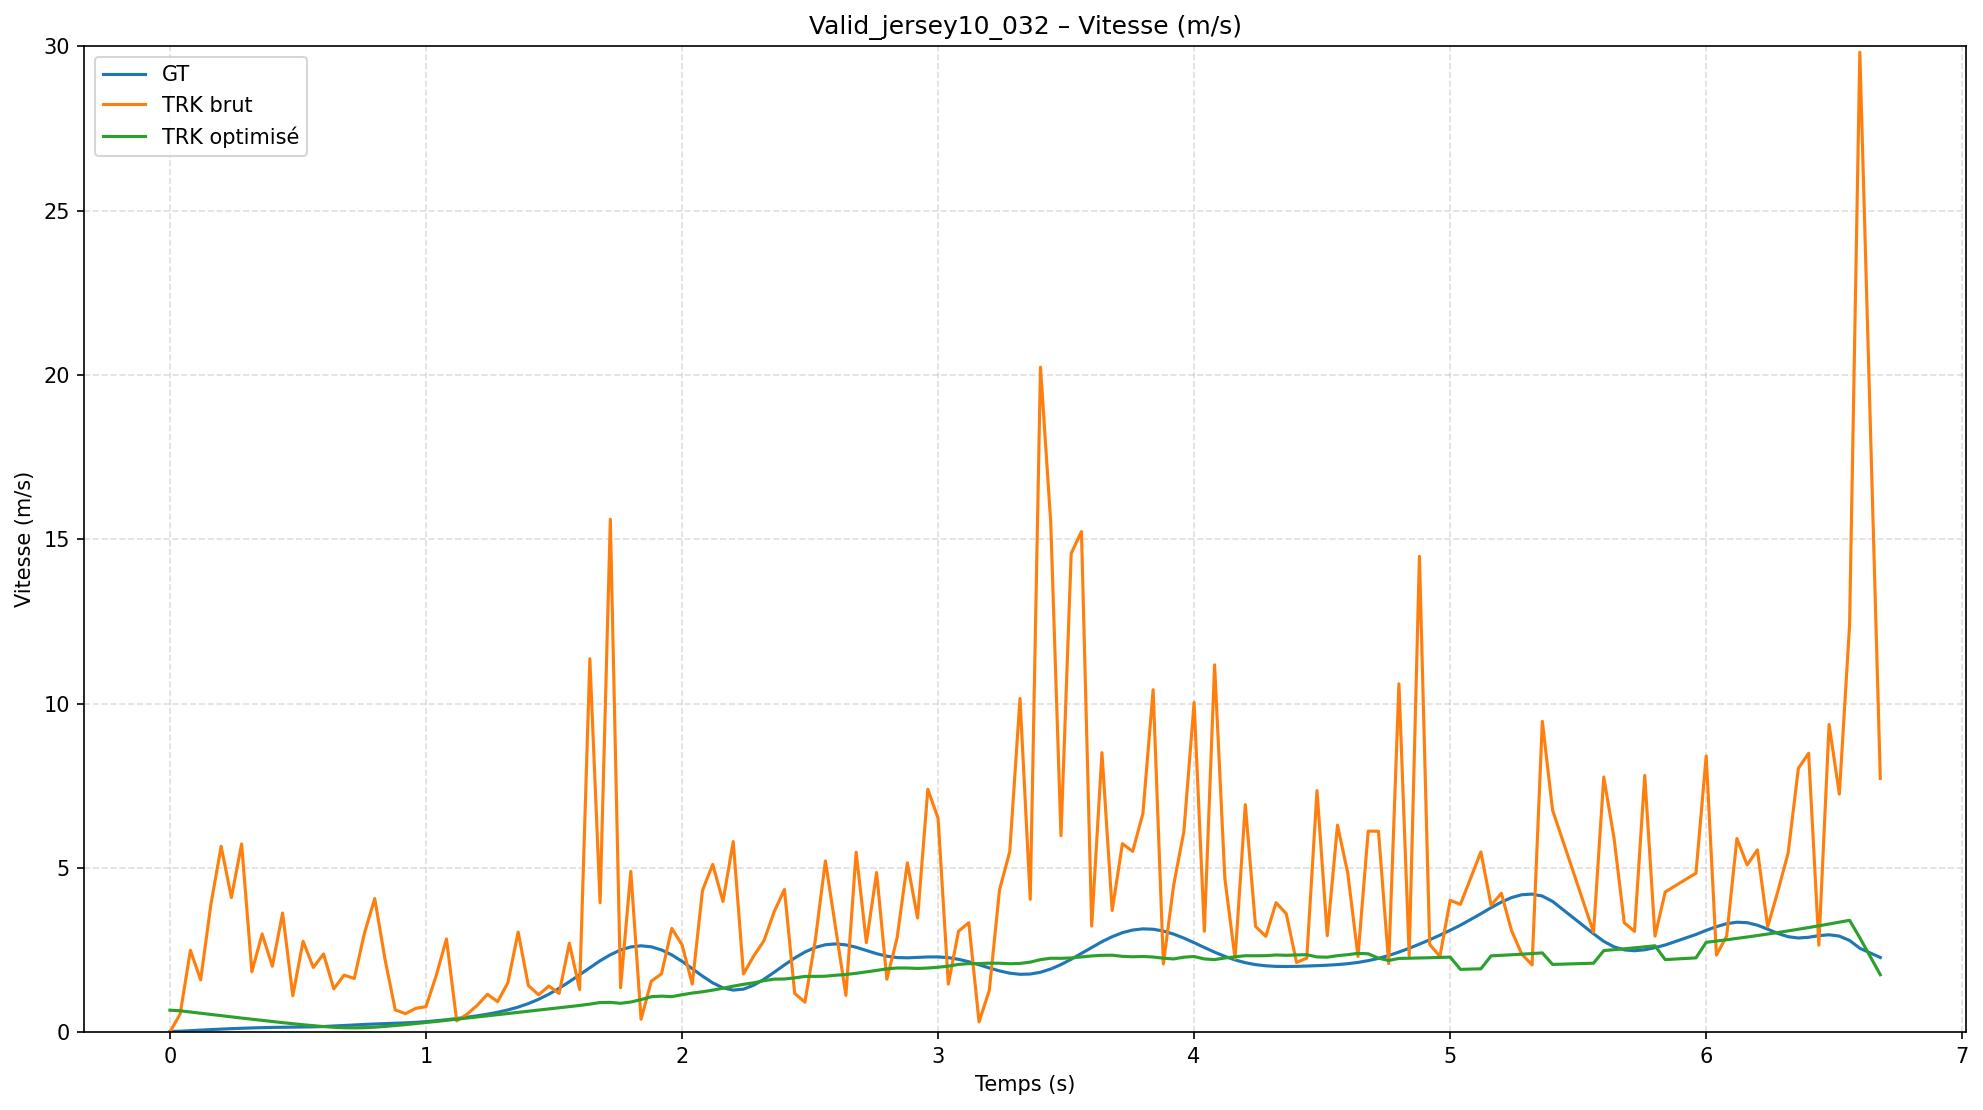 Valid_jersey10_032 – Vitesse (m/s)
GT
TRK brut
TRK optimisé
Vitesse (m/s)
30
25
20
15
10
5
0
0 1 2 3 4 5 6 7
Temps (s)